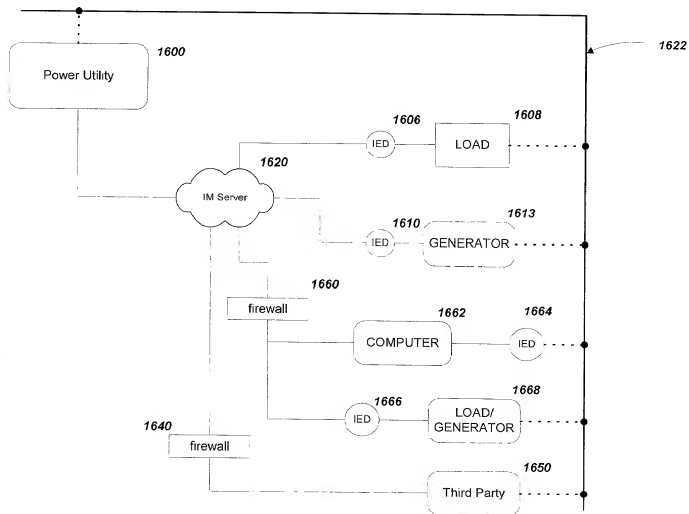 1600
Power Utility
1622
1606
IED
1608
LOAD
1620
IM Server
1610
IED
1613
GENERATOR
1660
firewall
1662
COMPUTER
1664
IED
1666
IED
1668
LOAD/
GENERATOR
1640
firewall
1650
Third Party